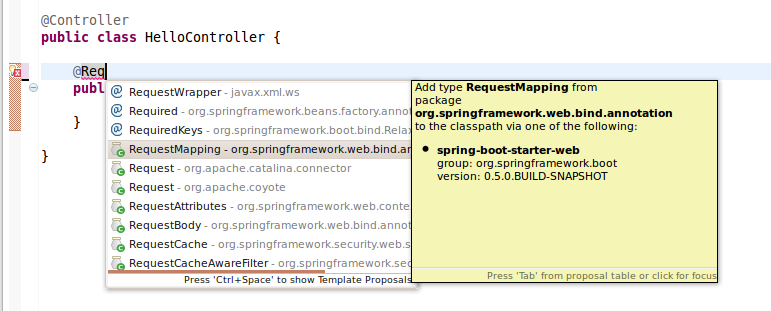 @Controller
public class HelloController {
@Req
publ
}
}
RequestWrapper - javax.xml.ws
Required - org.springframework.beans.factory.anno
RequiredKeys - org.springframework.boot.bind.Relax
RequestMapping - org.springframework.web.bind.an
Request - org.apache.catalina.connector
Request - org.apache.coyote
RequestAttributes - org.springframework.web.conte
RequestBody - org.springframework.web.bind.annot
RequestCache - org.springframework.security.web.s
RequestCacheAwareFilter - org.springframework.sec
Press 'Ctrl+Space' to show Template Proposals
Add type RequestMapping from
package
org.springframework.web.bind.annotation
to the classpath via one of the following:
spring-boot-starter-web
group: org.springframework.boot
version: 0.5.0.BUILD-SNAPSHOT
Press 'Tab' from proposal table or click for focus